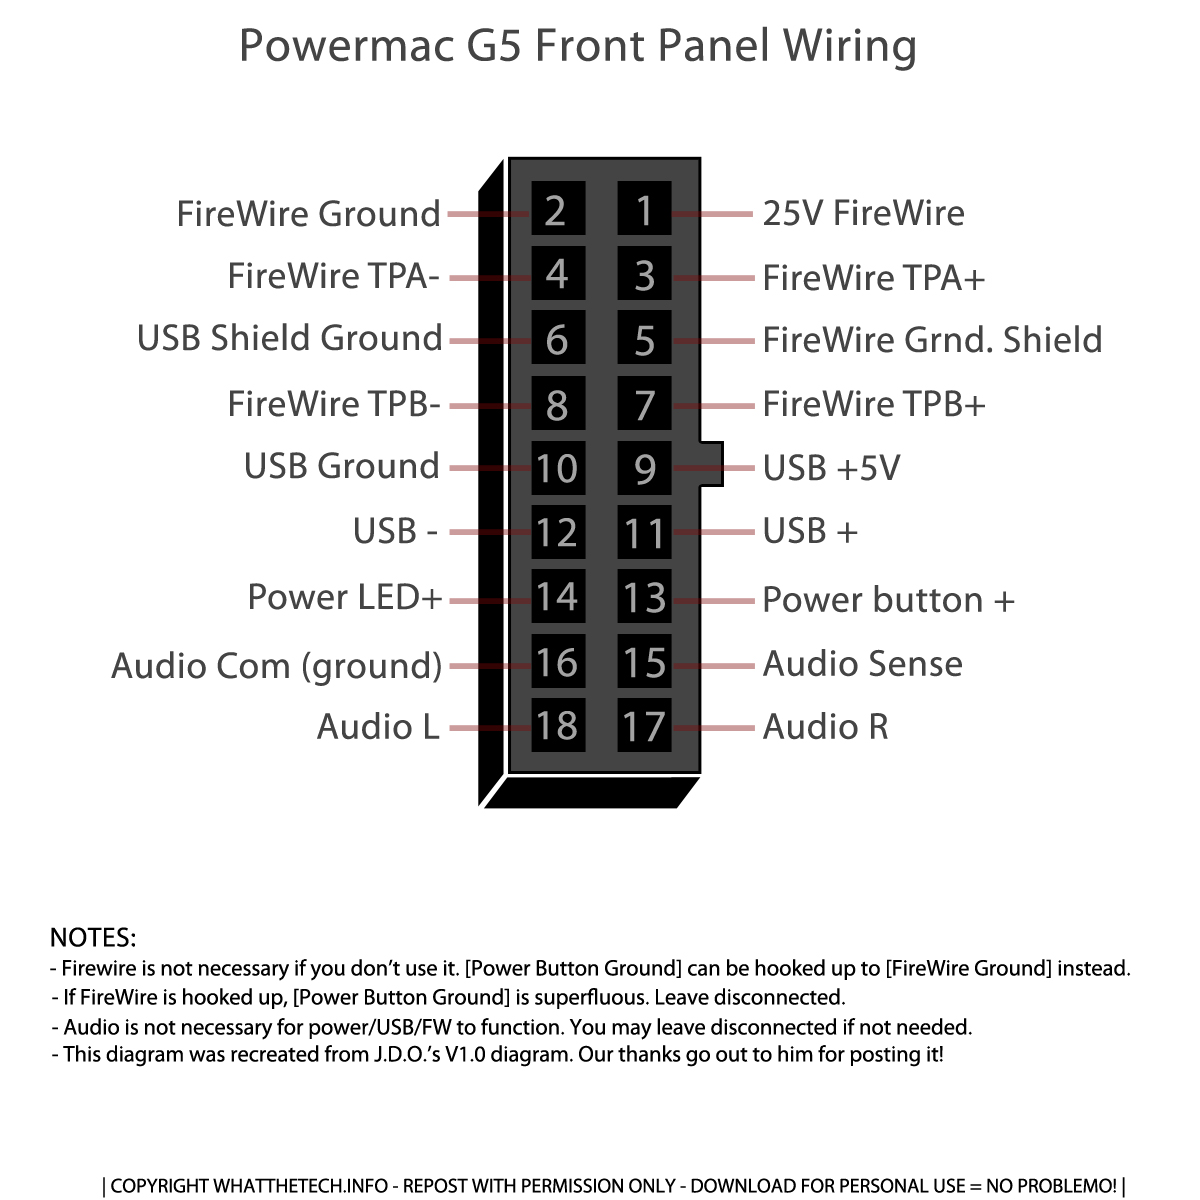 Powermac G5 Front Panel Wiring
FireWire Ground 2 1 25V FireWire
FireWire TPA- 4 3 FireWire TPA+
USB Shield Ground 6 5 FireWire Grnd. Shield
FireWire TPB- 8 7 FireWire TPB+
USB Ground 10 9 USB +5V
USB - 12 11 USB +
Power LED+ 14 13 Power button +
Audio Com (ground) 16 15 Audio Sense
Audio L 18 17 Audio R
NOTES:
- Firewire is not necessary if you don't use it. [Power Button Ground] can be hooked up to [FireWire Ground] instead.
- If FireWire is hooked up, [Power Button Ground] is superfluous. Leave disconnected.
- Audio is not necessary for power/USB/FW to function. You may leave disconnected if not needed.
- This diagram was recreated from J.D.O.'s V1.0 diagram. Our thanks go out to him for posting it!
| COPYRIGHT WHATTHETECH.INFO - REPOST WITH PERMISSION ONLY - DOWNLOAD FOR PERSONAL USE = NO PROBLEMO! |